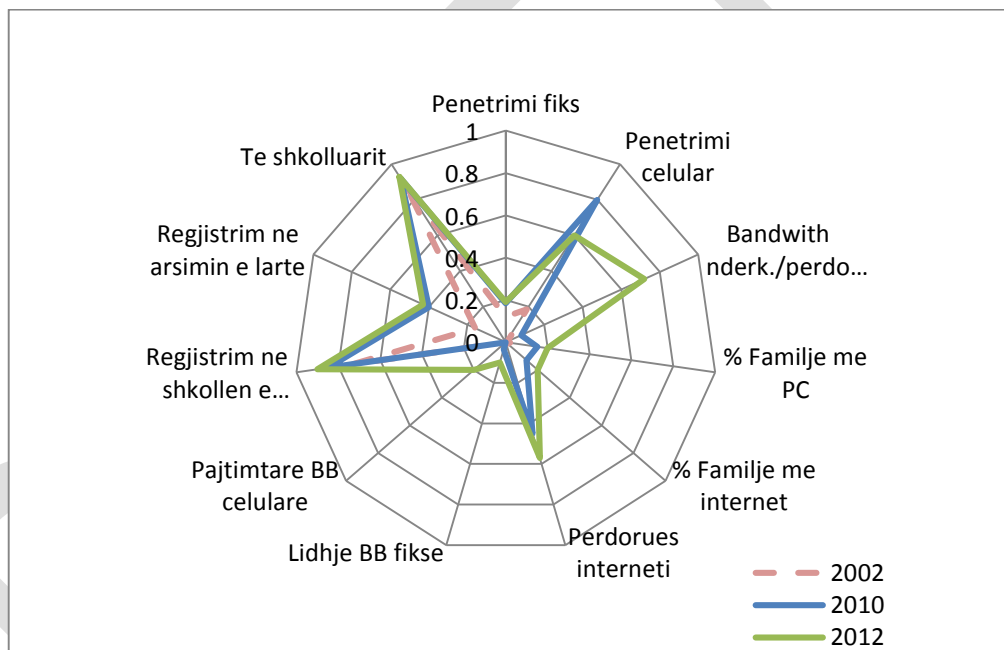 Penetrimi fiks
Penetrimi
celular
Bandwith
nderk./perdo...
% Familje me
PC
% Familje me
internet
Perdorues
interneti
Lidhje BB fikse
Pajtimtare BB
celulare
Regjistrim ne
shkollen e...
Regjistrim ne
arsimin e larte
Te shkolluarit
1
0.8
0.6
0.4
0.2
0
2002
2010
2012